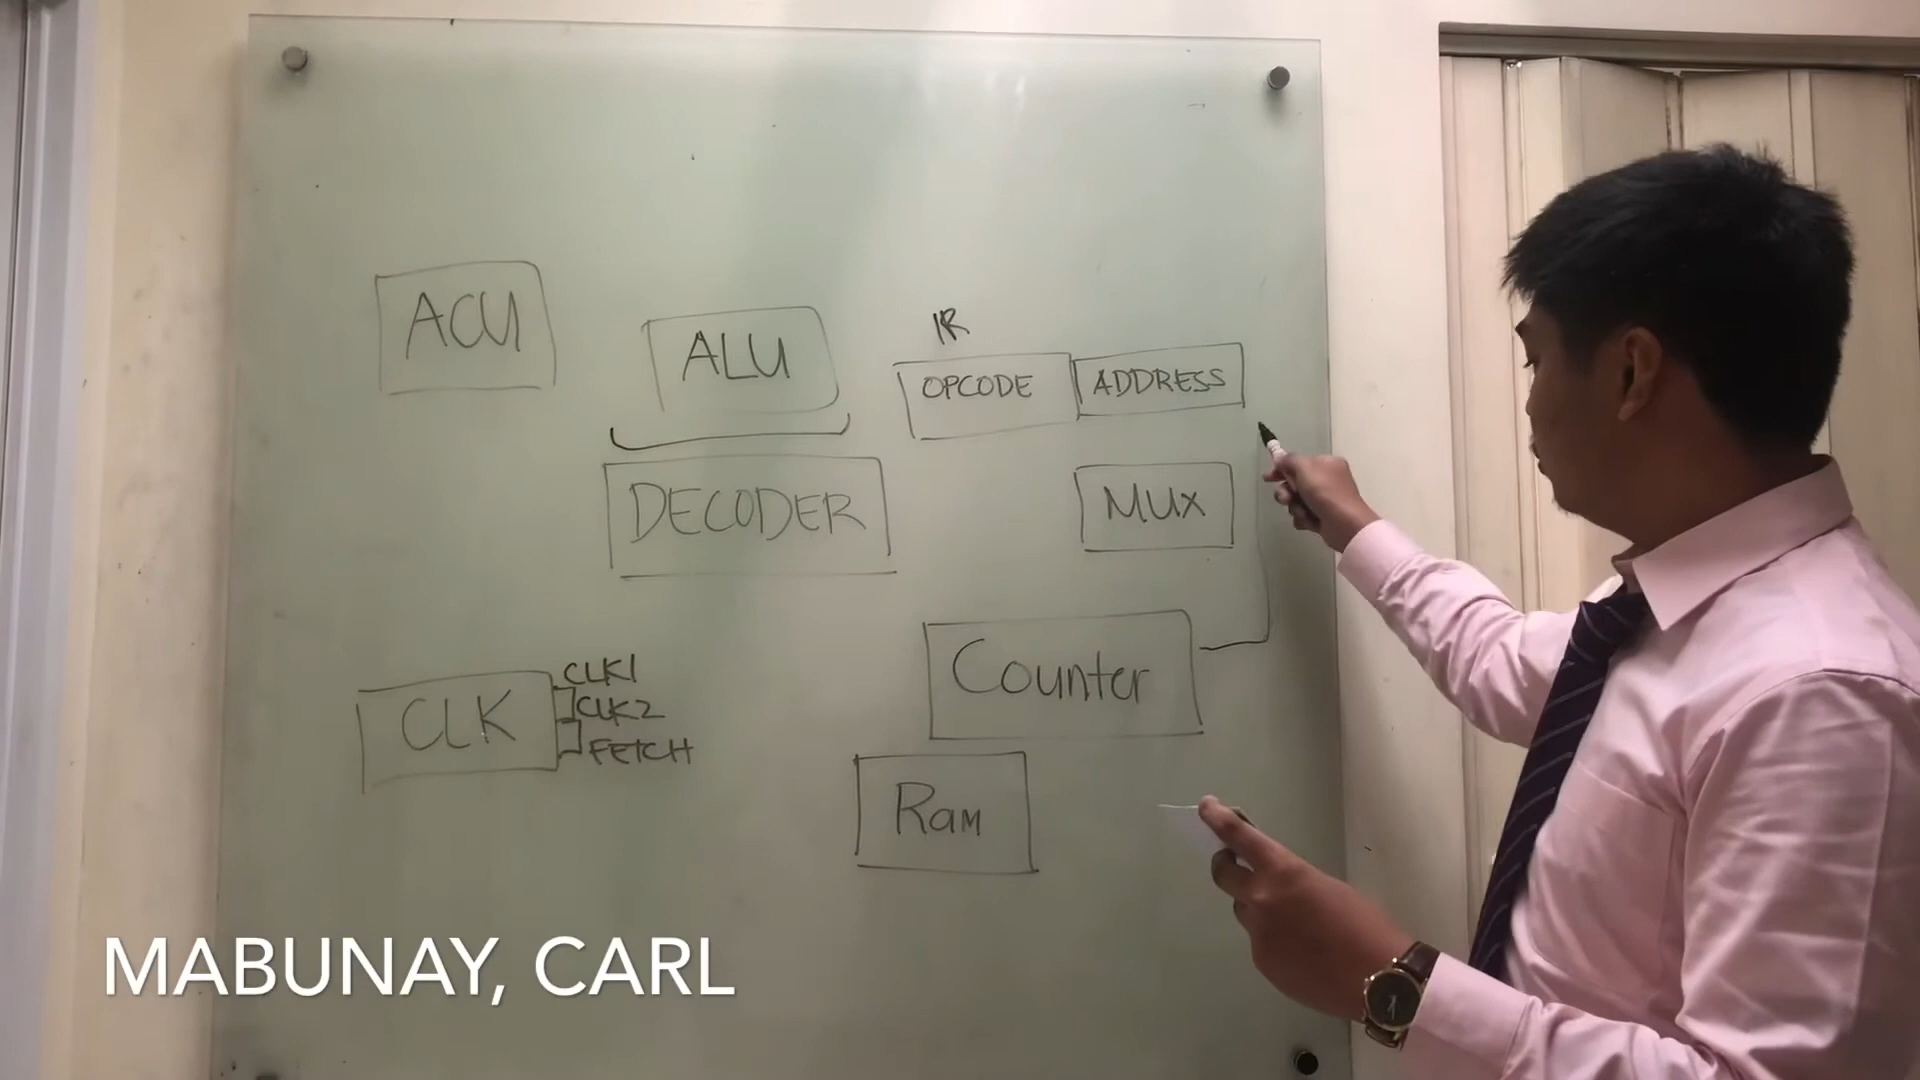 ACU
ALU
IR
OPCODE ADDRESS
DECODER
MUX
CLK
CLK1
CLK2
FETCH
Counter
Ram
MABUNAY, CARL